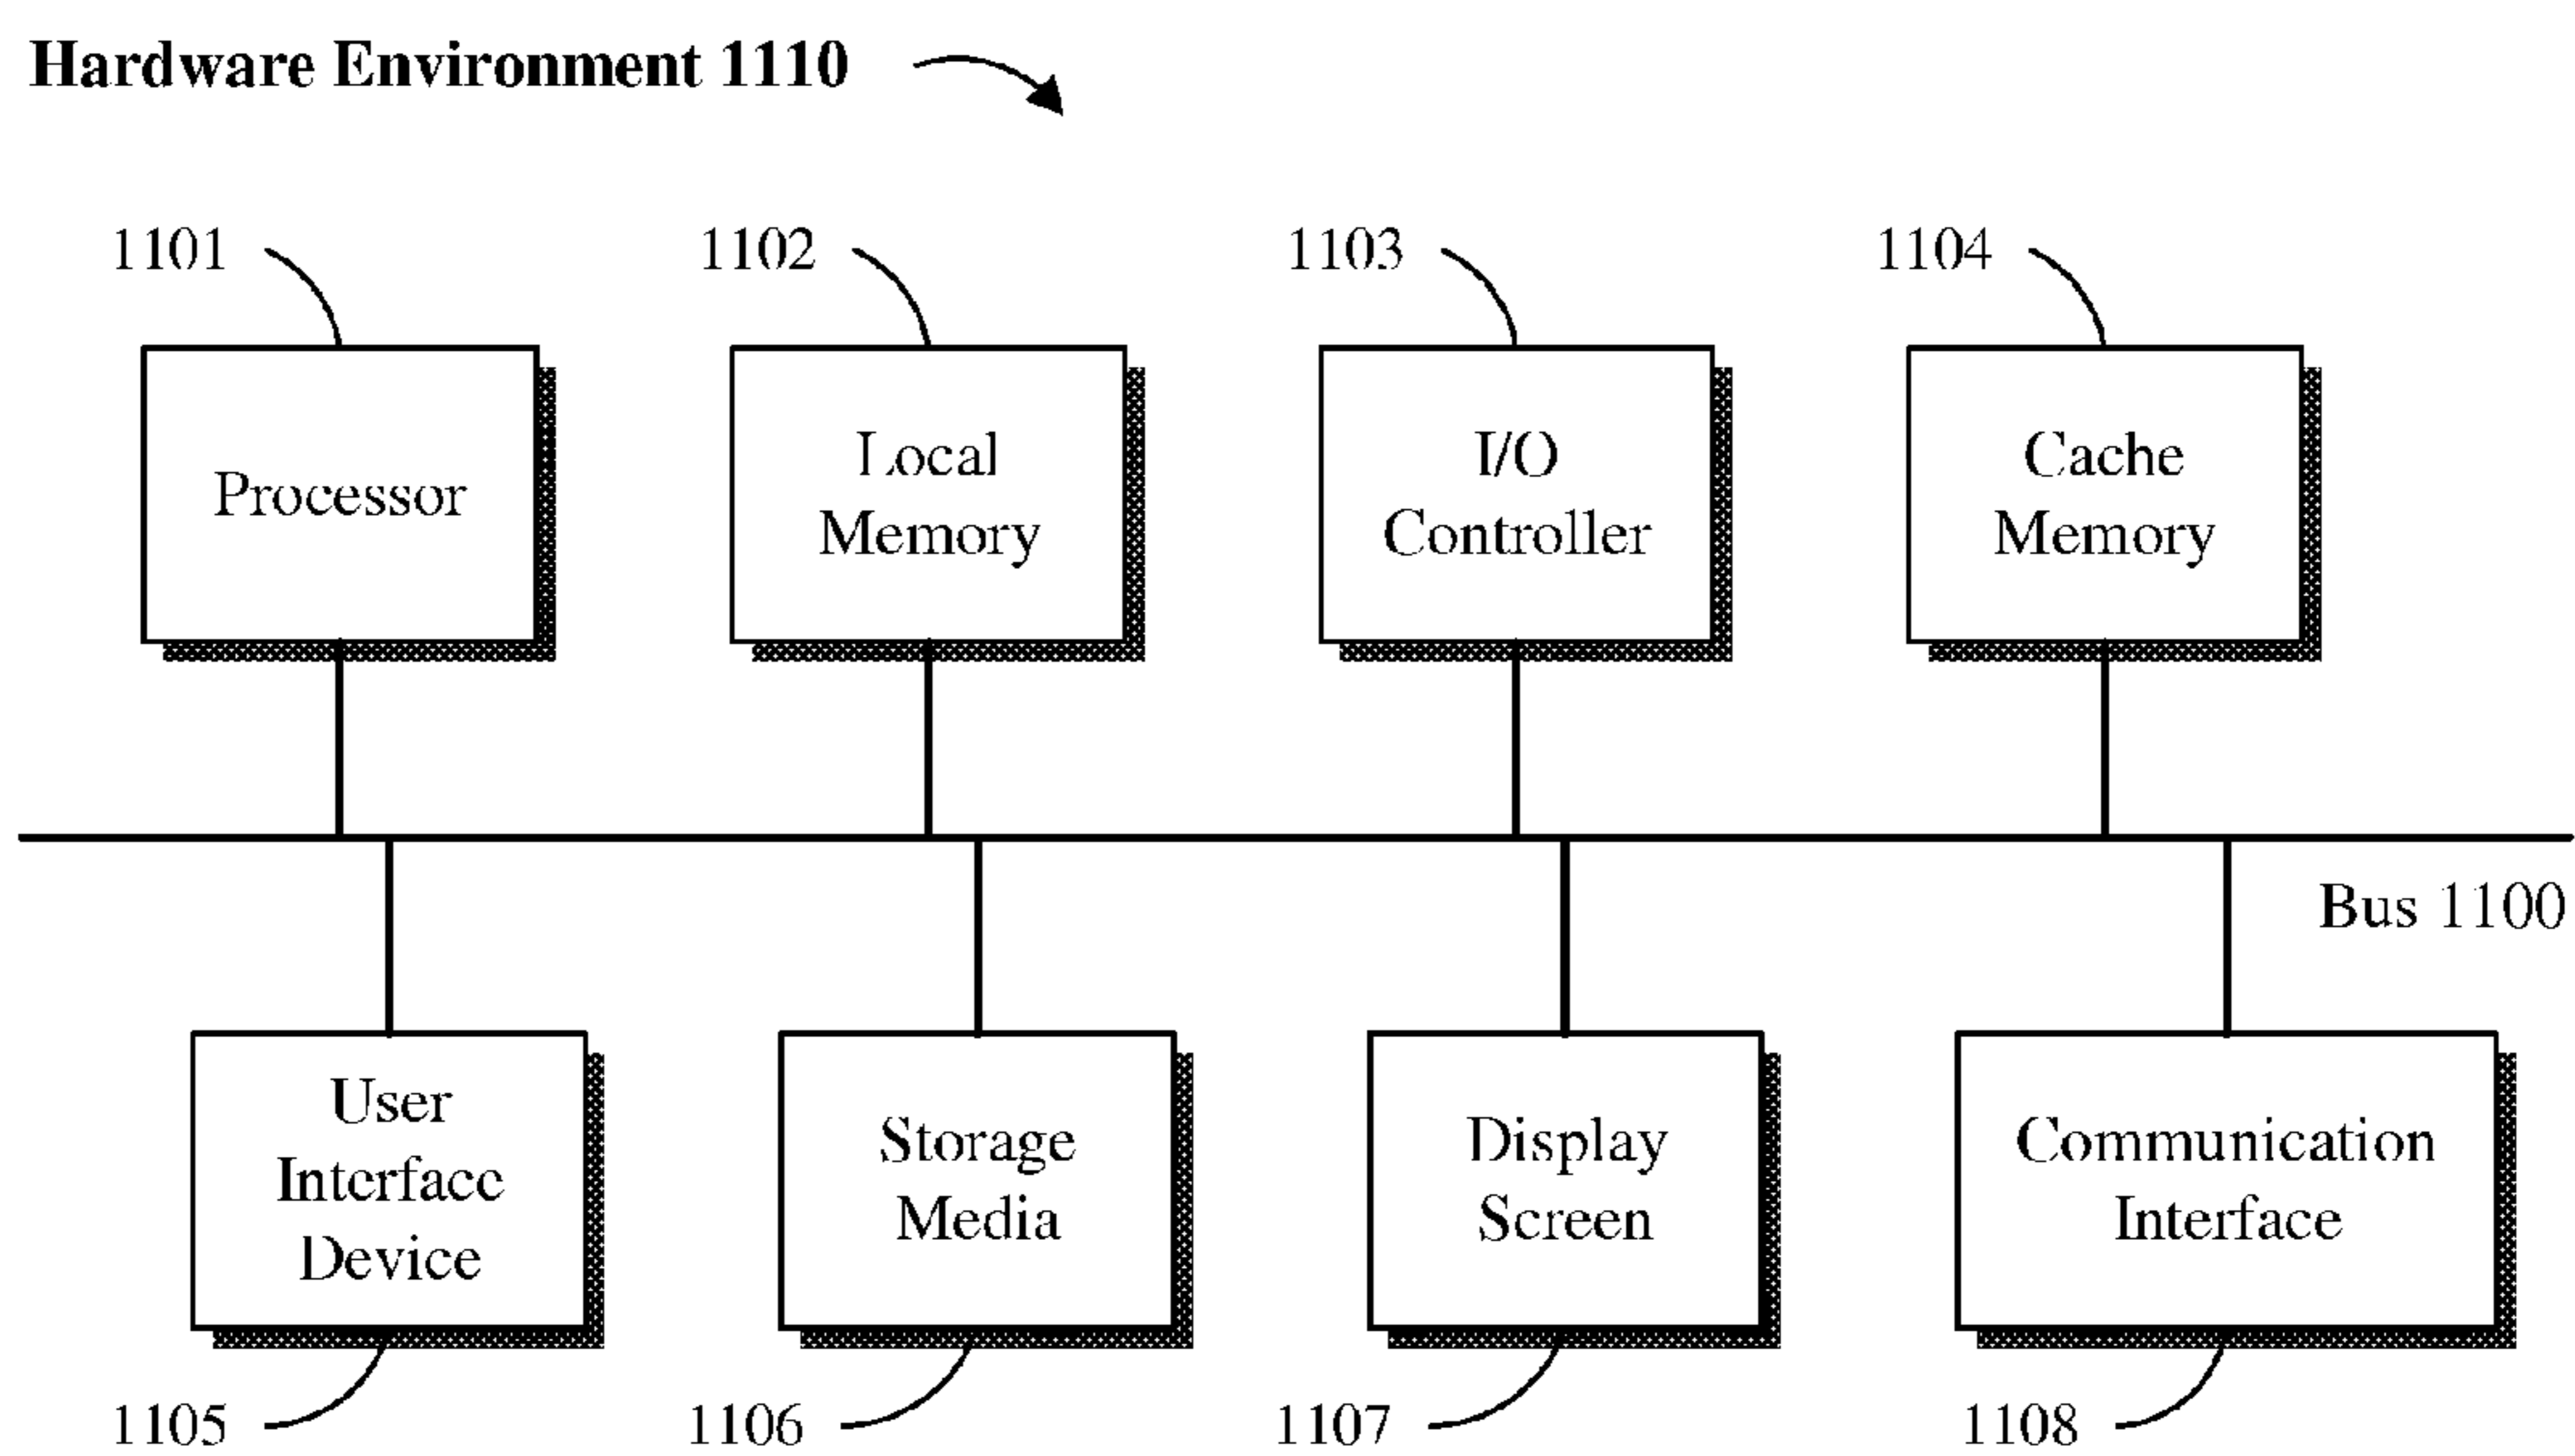 Hardware Environment 1110
1101
1102
1103
1104
Processor
Local
Memory
I/O
Controller
Cache
Memory
Bus 1100
User
Interface
Device
Storage
Media
Display
Screen
Communication
Interface
1105
1106
1107
1108